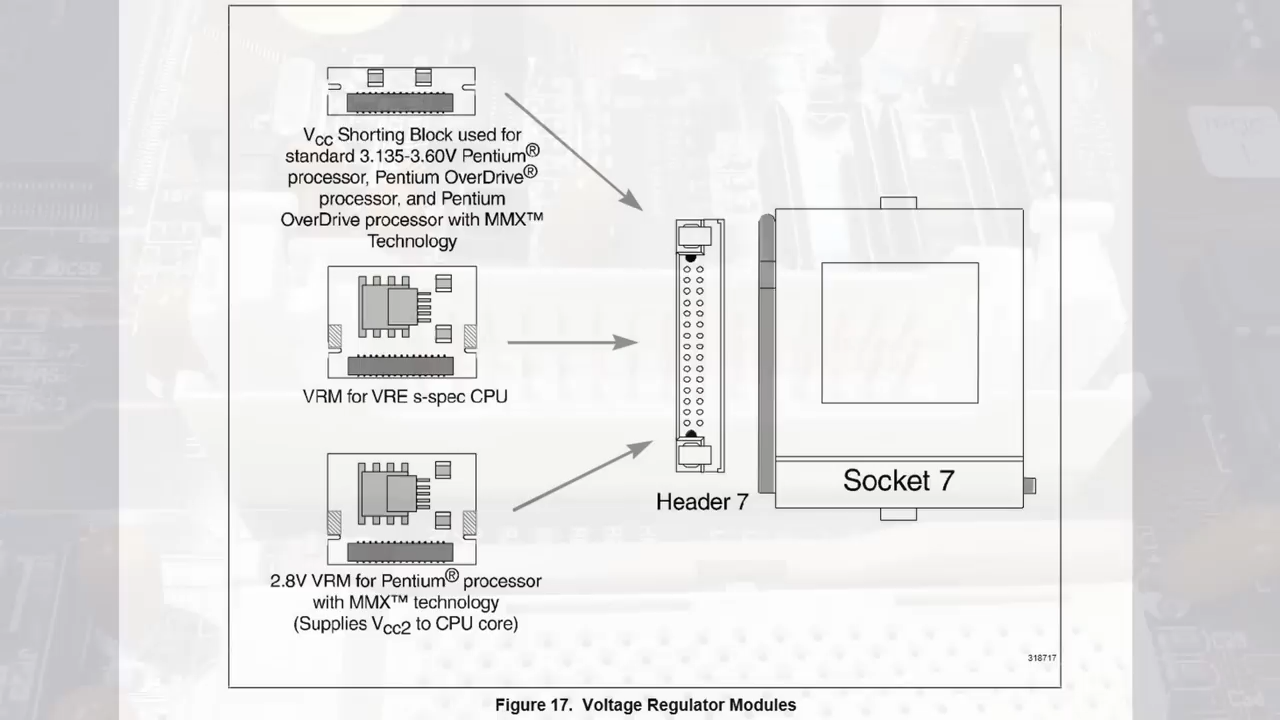 VCC Shorting Block used for
standard 3.135-3.60V Pentium®
processor, Pentium OverDrive®
processor, and Pentium
OverDrive processor with MMX™
Technology
VRM for VRE s-spec CPU
2.8V VRM for Pentium® processor
with MMX™ technology
(Supplies VCC2 to CPU core)
Header 7
Socket 7
318717
Figure 17. Voltage Regulator Modules